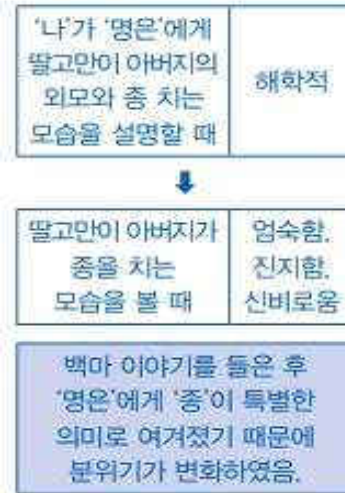 '나'가 '명은'에게
딸고만이 아버지의
외모와 종 치는
모습을 설명할 때
해학적
딸고만이 아버지가
종을 치는
모습을 볼 때
엄숙함,
진지함,
신비로움
백마 이야기를 들은 후
'명은'에게 '종'이 특별한
의미로 여겨졌기 때문에
분위기가 변화하였음.